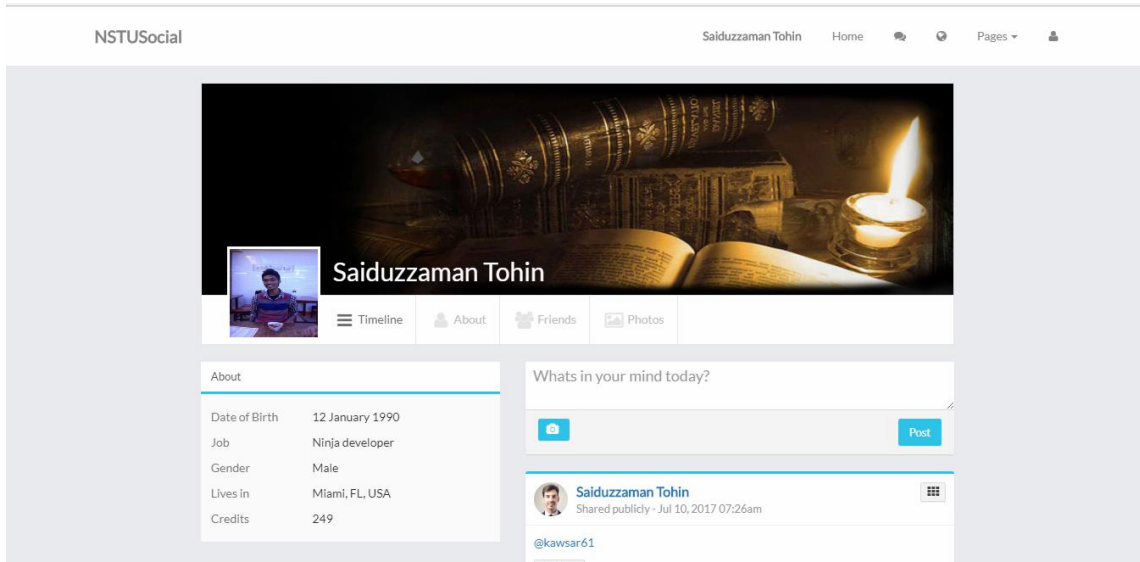 NSTUSocial
Saiduzzaman Tohin Home Pages
Saiduzzaman Tohin
Timeline About Friends Photos
About
Date of Birth 12 January 1990
Job Ninja developer
Gender Male
Lives in Miami, FL, USA
Credits 249
Whats in your mind today?
Post
Saiduzzaman Tohin
Shared publicly - Jul 10, 2017 07:26am
@kawsar61